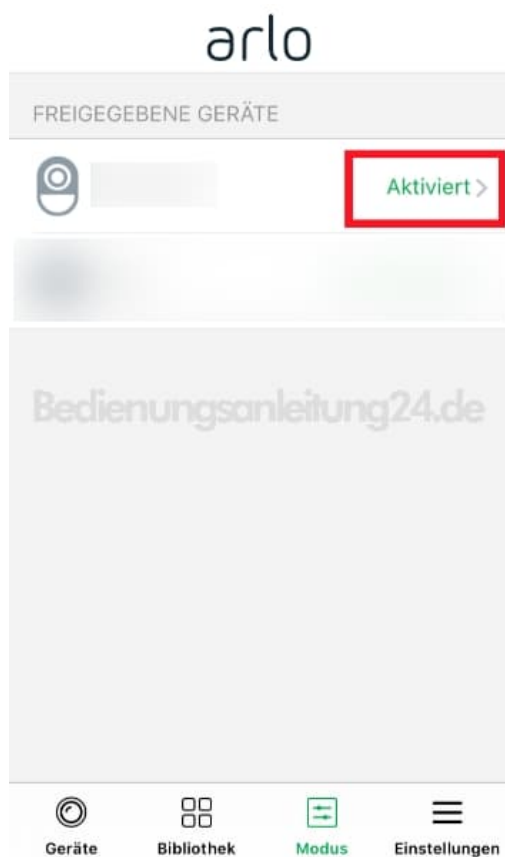 arlo
FREIGEGEBENE GERÄTE
Aktiviert
Bedienungsanleitung24.de
Geräte
Bibliothek
Modus
Einstellungen